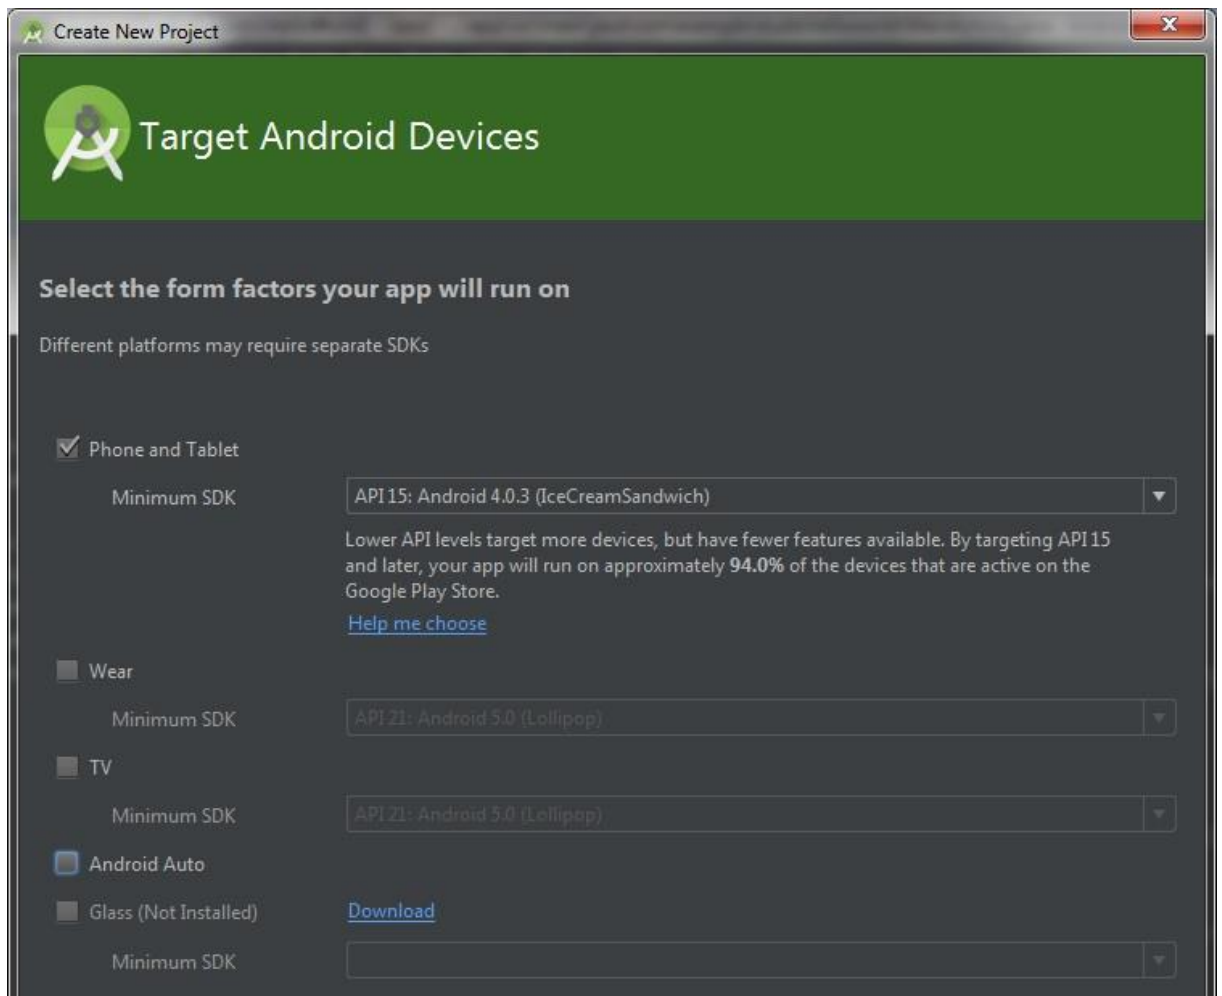 Create New Project
Target Android Devices
Select the form factors your app will run on
Different platforms may require separate SDKs
Phone and Tablet
Minimum SDK API 15: Android 4.0.3 (IceCreamSandwich)
Lower API levels target more devices, but have fewer features available. By targeting API 15
and later, your app will run on approximately 94.0% of the devices that are active on the
Google Play Store.
Help me choose
Wear
Minimum SDK API 21: Android 5.0 (Lollipop)
TV
Minimum SDK API 21: Android 5.0 (Lollipop)
Android Auto
Glass (Not Installed) Download
Minimum SDK